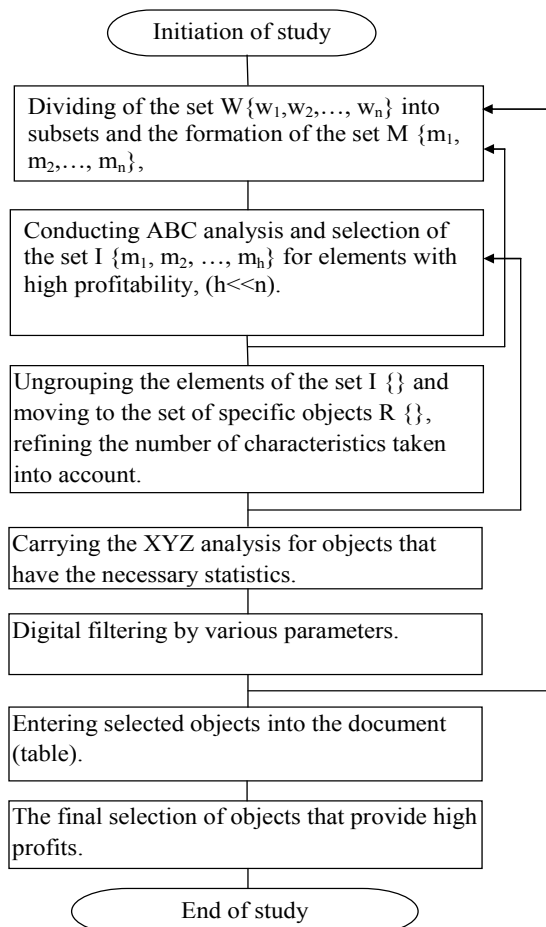 Initiation of study
Dividing of the set W{w₁,w₂,…, wₙ} into
subsets and the formation of the set M {m₁,
m₂,…, mₙ},
Conducting ABC analysis and selection of
the set I {m₁, m₂, …, mₕ} for elements with
high profitability, (h<<n).
Ungrouping the elements of the set I {} and
moving to the set of specific objects R {},
refining the number of characteristics taken
into account.
Carrying the XYZ analysis for objects that
have the necessary statistics.
Digital filtering by various parameters.
Entering selected objects into the document
(table).
The final selection of objects that provide high
profits.
End of study